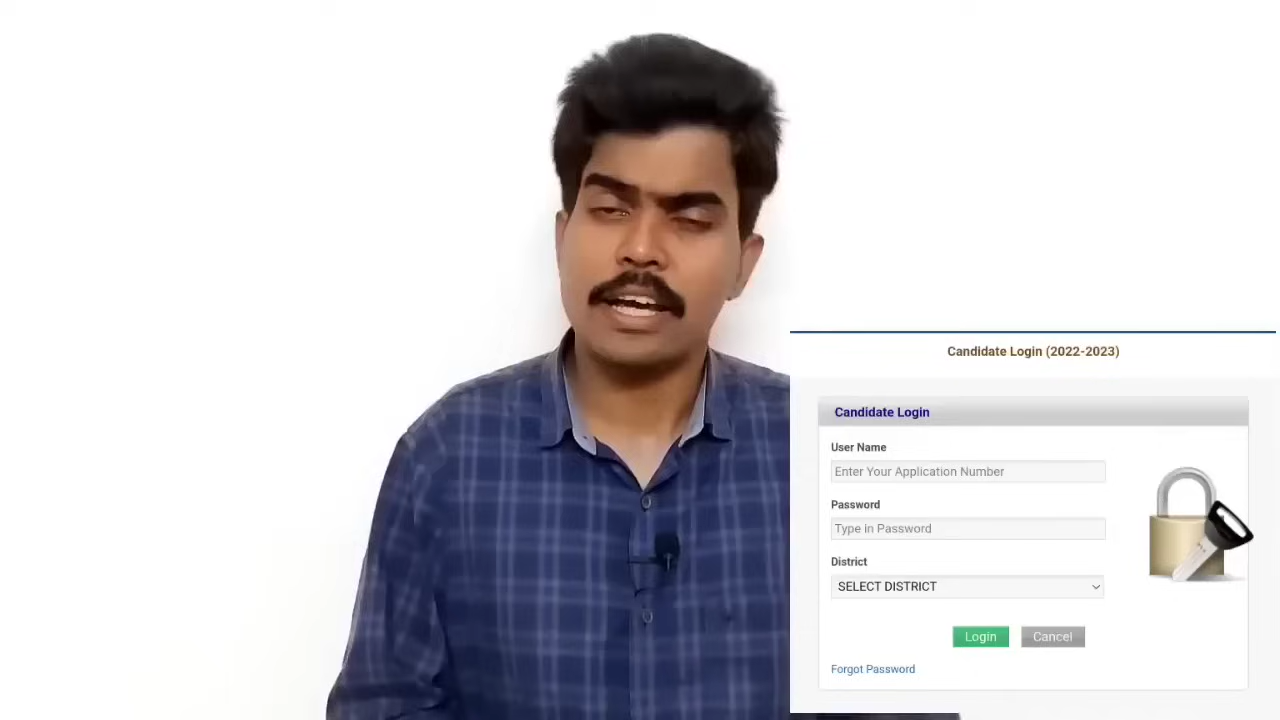 Candidate Login (2022-2023)
Candidate Login
User Name
Enter Your Application Number
Password
Type in Password
District
SELECT DISTRICT
Login Cancel
Forgot Password